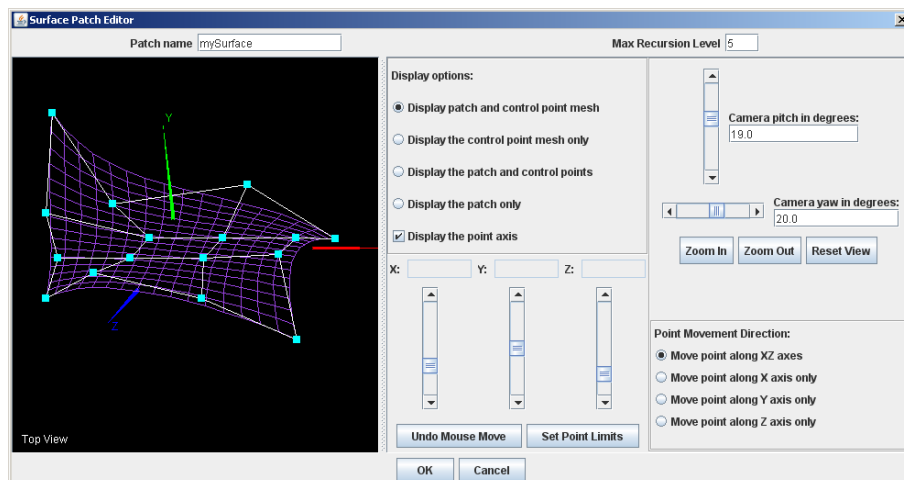 Surface Patch Editor
Patch name mySurface Max Recursion Level 5
Display options:
Display patch and control point mesh
Display the control point mesh only
Display the patch and control points
Display the patch only
Display the point axis
X: Y: Z:
Undo Mouse Move Set Point Limits
Camera pitch in degrees:
19.0
Camera yaw in degrees:
20.0
Zoom In Zoom Out Reset View
Point Movement Direction:
Move point along XZ axes
Move point along X axis only
Move point along Y axis only
Move point along Z axis only
Y
Z
Top View
OK Cancel